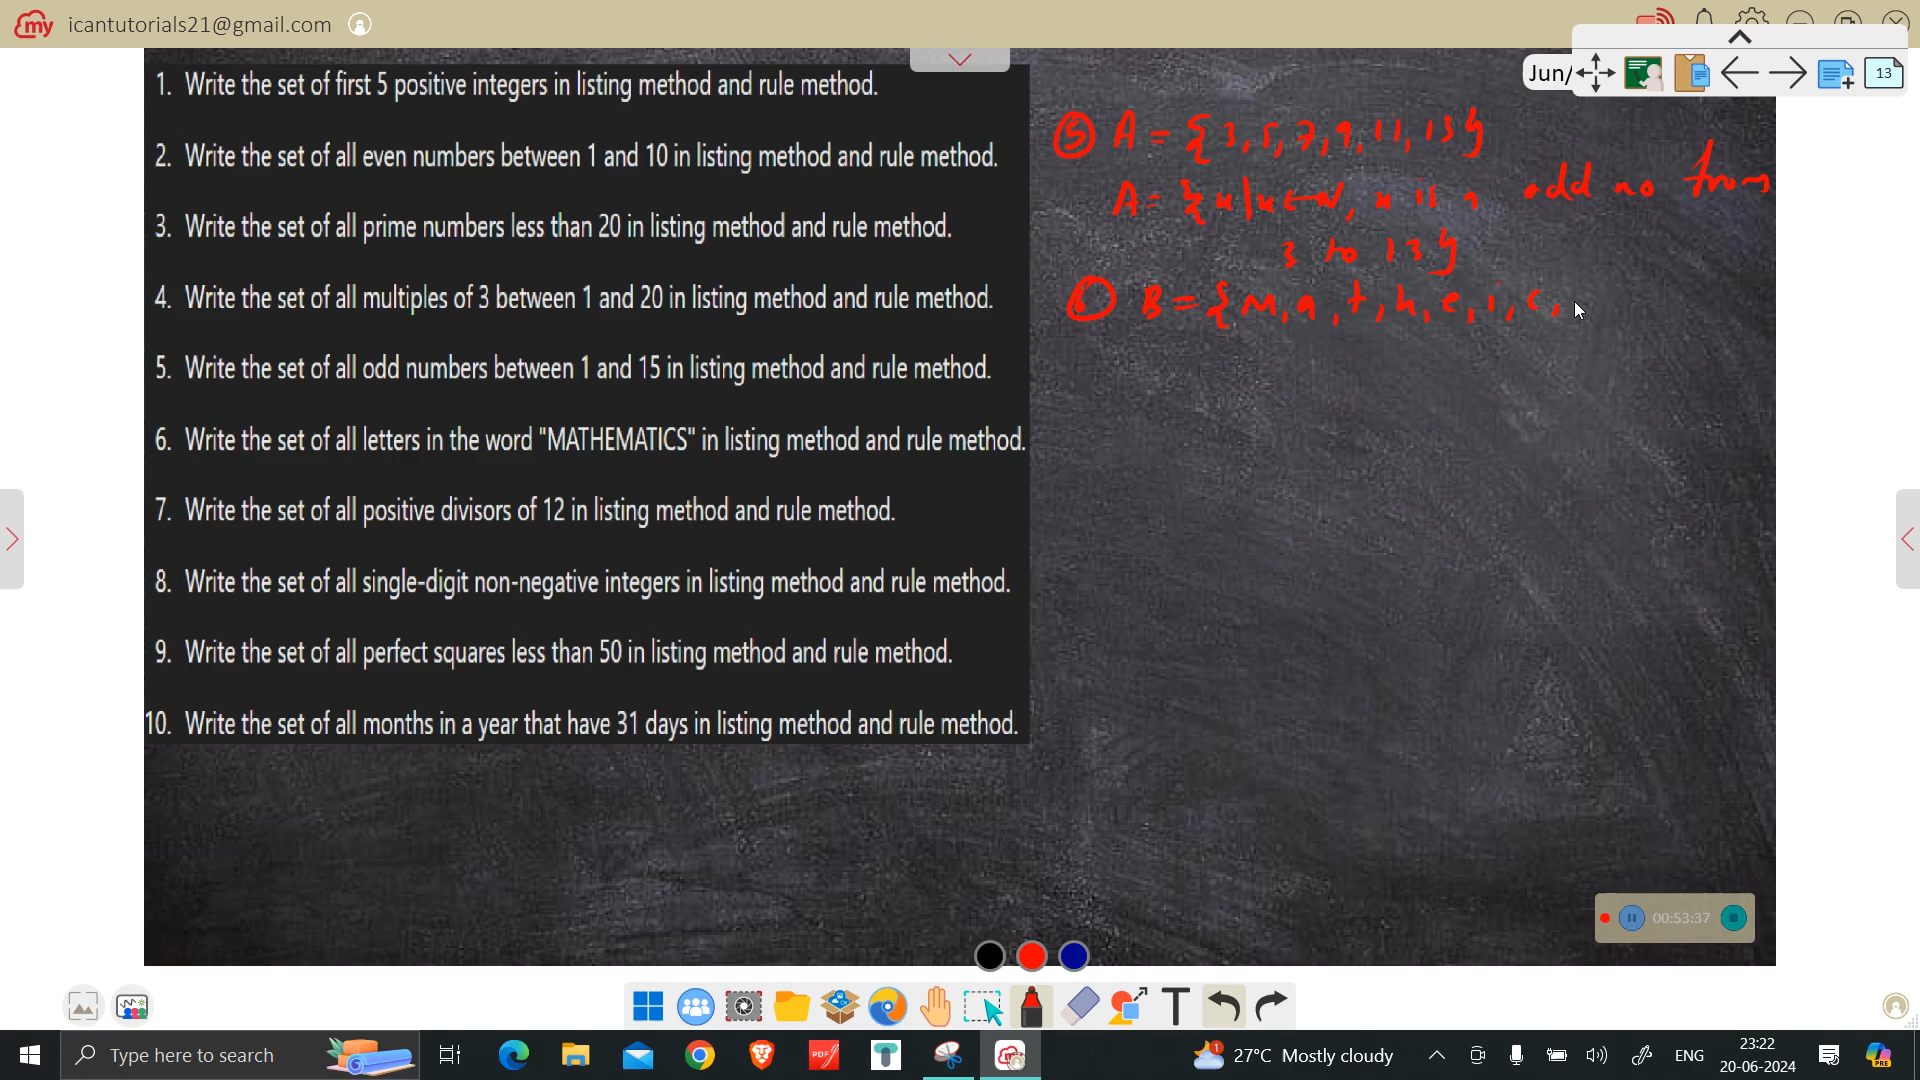 my icantutorials21@gmail.com
Jun/
13
1. Write the set of first 5 positive integers in listing method and rule method.
2. Write the set of all even numbers between 1 and 10 in listing method and rule method.
3. Write the set of all prime numbers less than 20 in listing method and rule method.
4. Write the set of all multiples of 3 between 1 and 20 in listing method and rule method.
5. Write the set of all odd numbers between 1 and 15 in listing method and rule method.
6. Write the set of all letters in the word "MATHEMATICS" in listing method and rule method.
7. Write the set of all positive divisors of 12 in listing method and rule method.
8. Write the set of all single-digit non-negative integers in listing method and rule method.
9. Write the set of all perfect squares less than 50 in listing method and rule method.
10. Write the set of all months in a year that have 31 days in listing method and rule method.
⑤ A = {3,5,7,9,11,13}
A = {x|x∈N, x is a odd no from
3 to 13}
⑥ B = {M,a,t,h,e,i,c,
00:53:37
Type here to search
27°C Mostly cloudy
ENG
23:22
20-06-2024